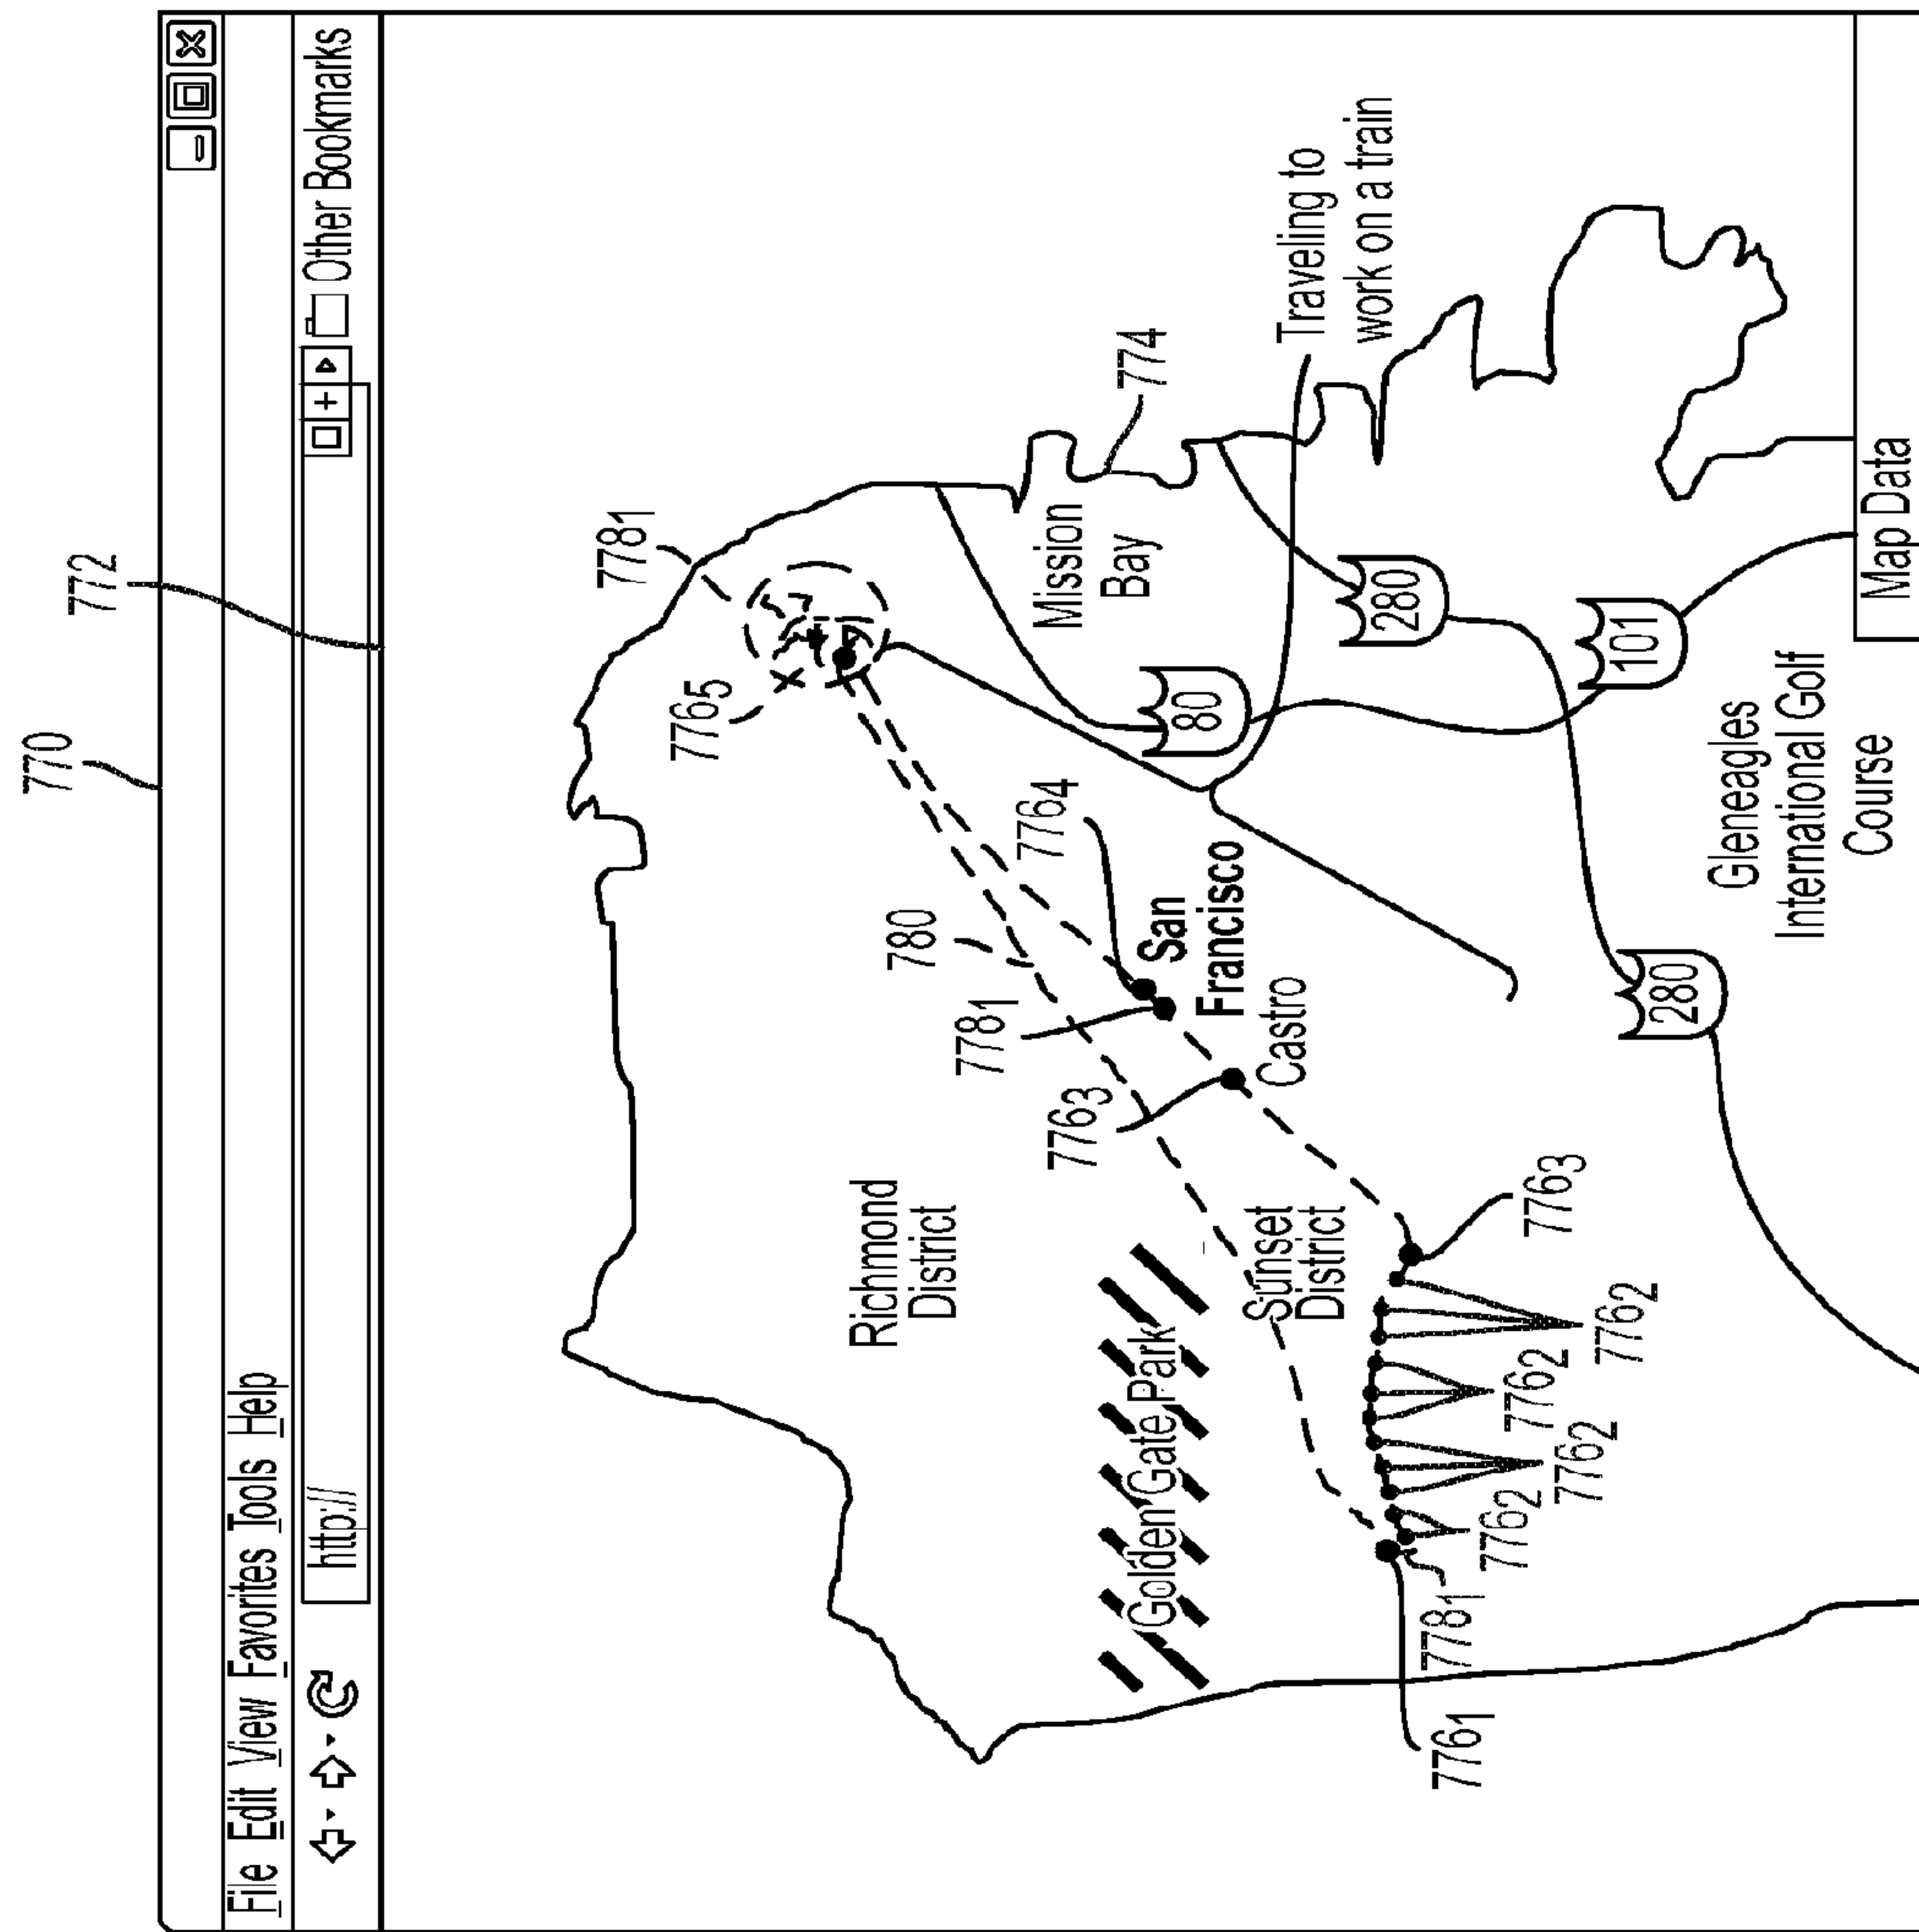 770
772
File Edit View Favorites Tools Help
http://
Other Bookmarks
778₁
776₅
Richmond
District
780
778₁
776₄
776₃
San
Francisco
Castro
Mission
Bay
774
Traveling to
work on a train
Golden Gate Park
Sunset
District
80
280
101
280
776₃
776₂
776₂
776₂
776₂
778₁
776₁
Gleneagles
International Golf
Course
Map Data